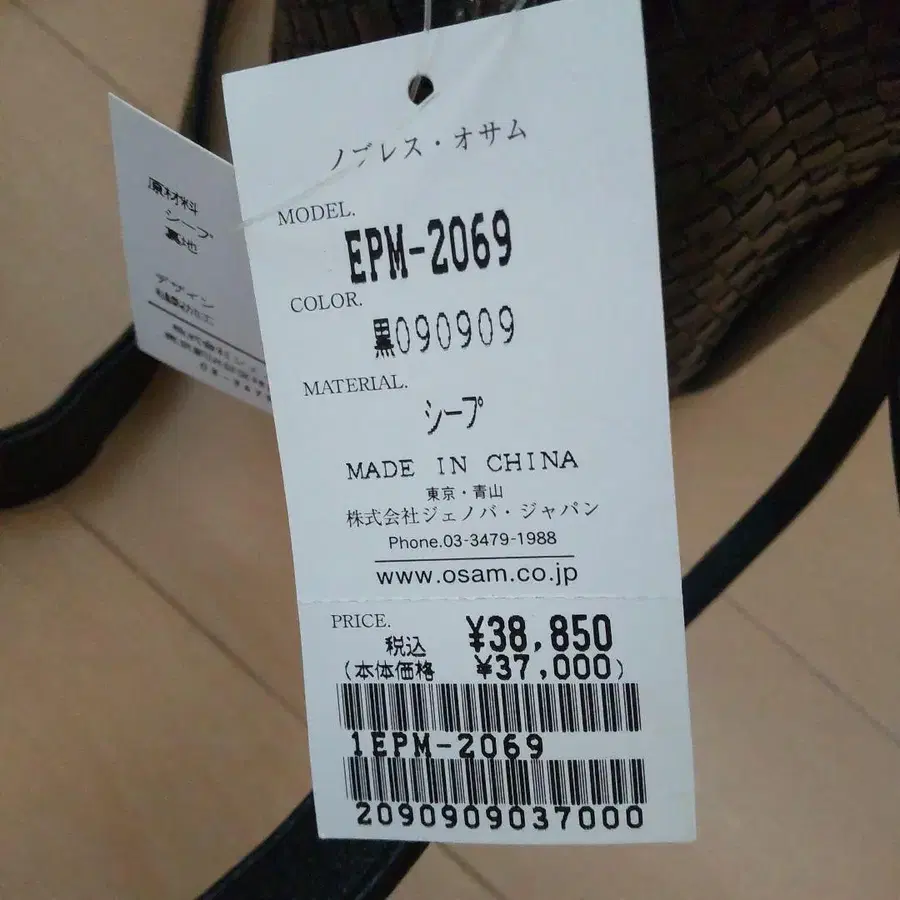 ノブレス・オサム
MODEL.
EPM-2069
COLOR.
黒090909
MATERIAL.
シープ
MADE IN CHINA
東京・青山
株式会社ジェノバ・ジャパン
Phone.03-3479-1988
www.osam.co.jp
PRICE.
税込 ¥38,850
(本体価格 ¥37,000)
1EPM-2069
2090909037000
原材料
シープ
裏地
デザイン